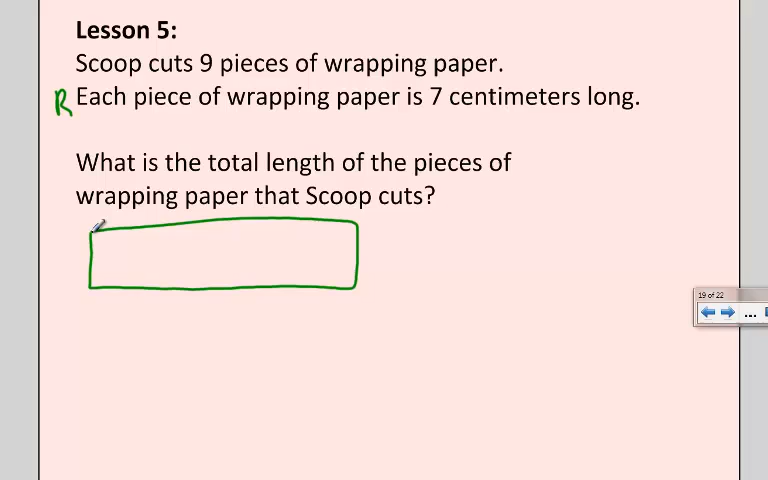 Lesson 5:
Scoop cuts 9 pieces of wrapping paper.
R Each piece of wrapping paper is 7 centimeters long.
What is the total length of the pieces of
wrapping paper that Scoop cuts?
19 of 22
...